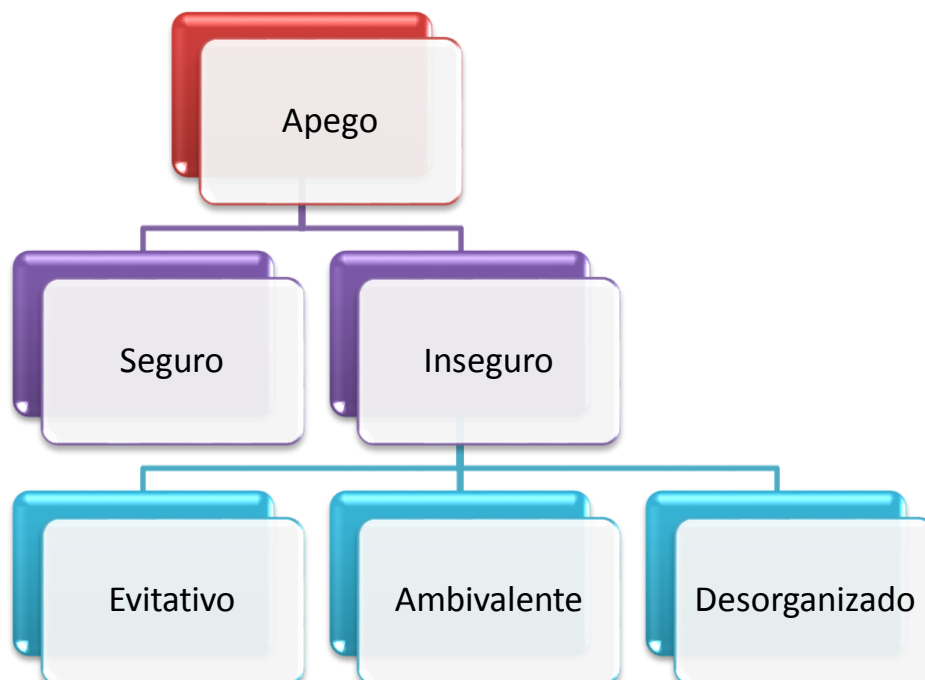 Apego
Seguro
Inseguro
Evitativo
Ambivalente
Desorganizado